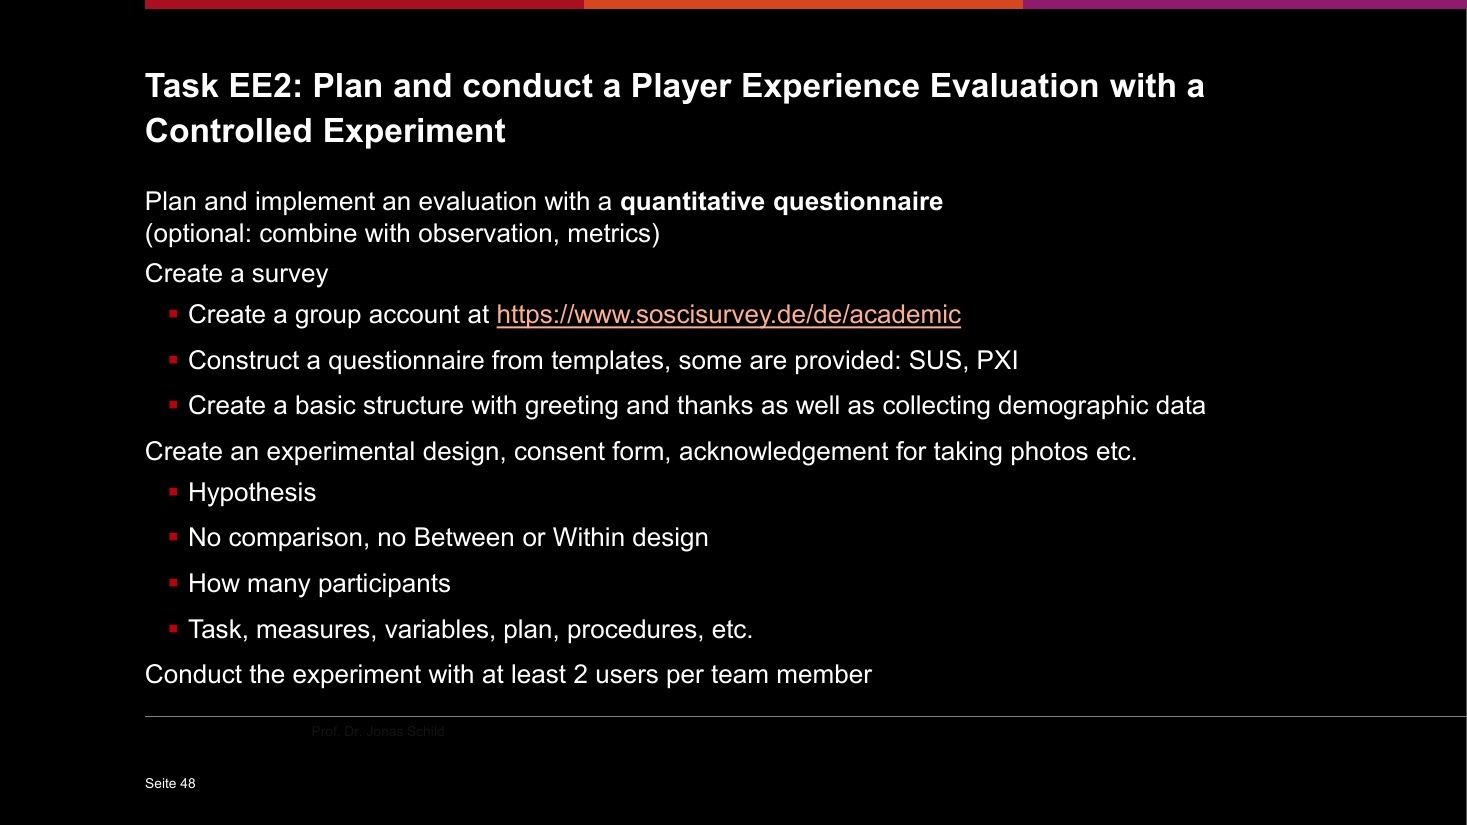 Task EE2: Plan and conduct a Player Experience Evaluation with a
Controlled Experiment
Plan and implement an evaluation with a quantitative questionnaire
(optional: combine with observation, metrics)
Create a survey
▪ Create a group account at https://www.soscisurvey.de/de/academic
▪ Construct a questionnaire from templates, some are provided: SUS, PXI
▪ Create a basic structure with greeting and thanks as well as collecting demographic data
Create an experimental design, consent form, acknowledgement for taking photos etc.
▪ Hypothesis
▪ No comparison, no Between or Within design
▪ How many participants
▪ Task, measures, variables, plan, procedures, etc.
Conduct the experiment with at least 2 users per team member
Prof. Dr. Jonas Schild
Seite 48